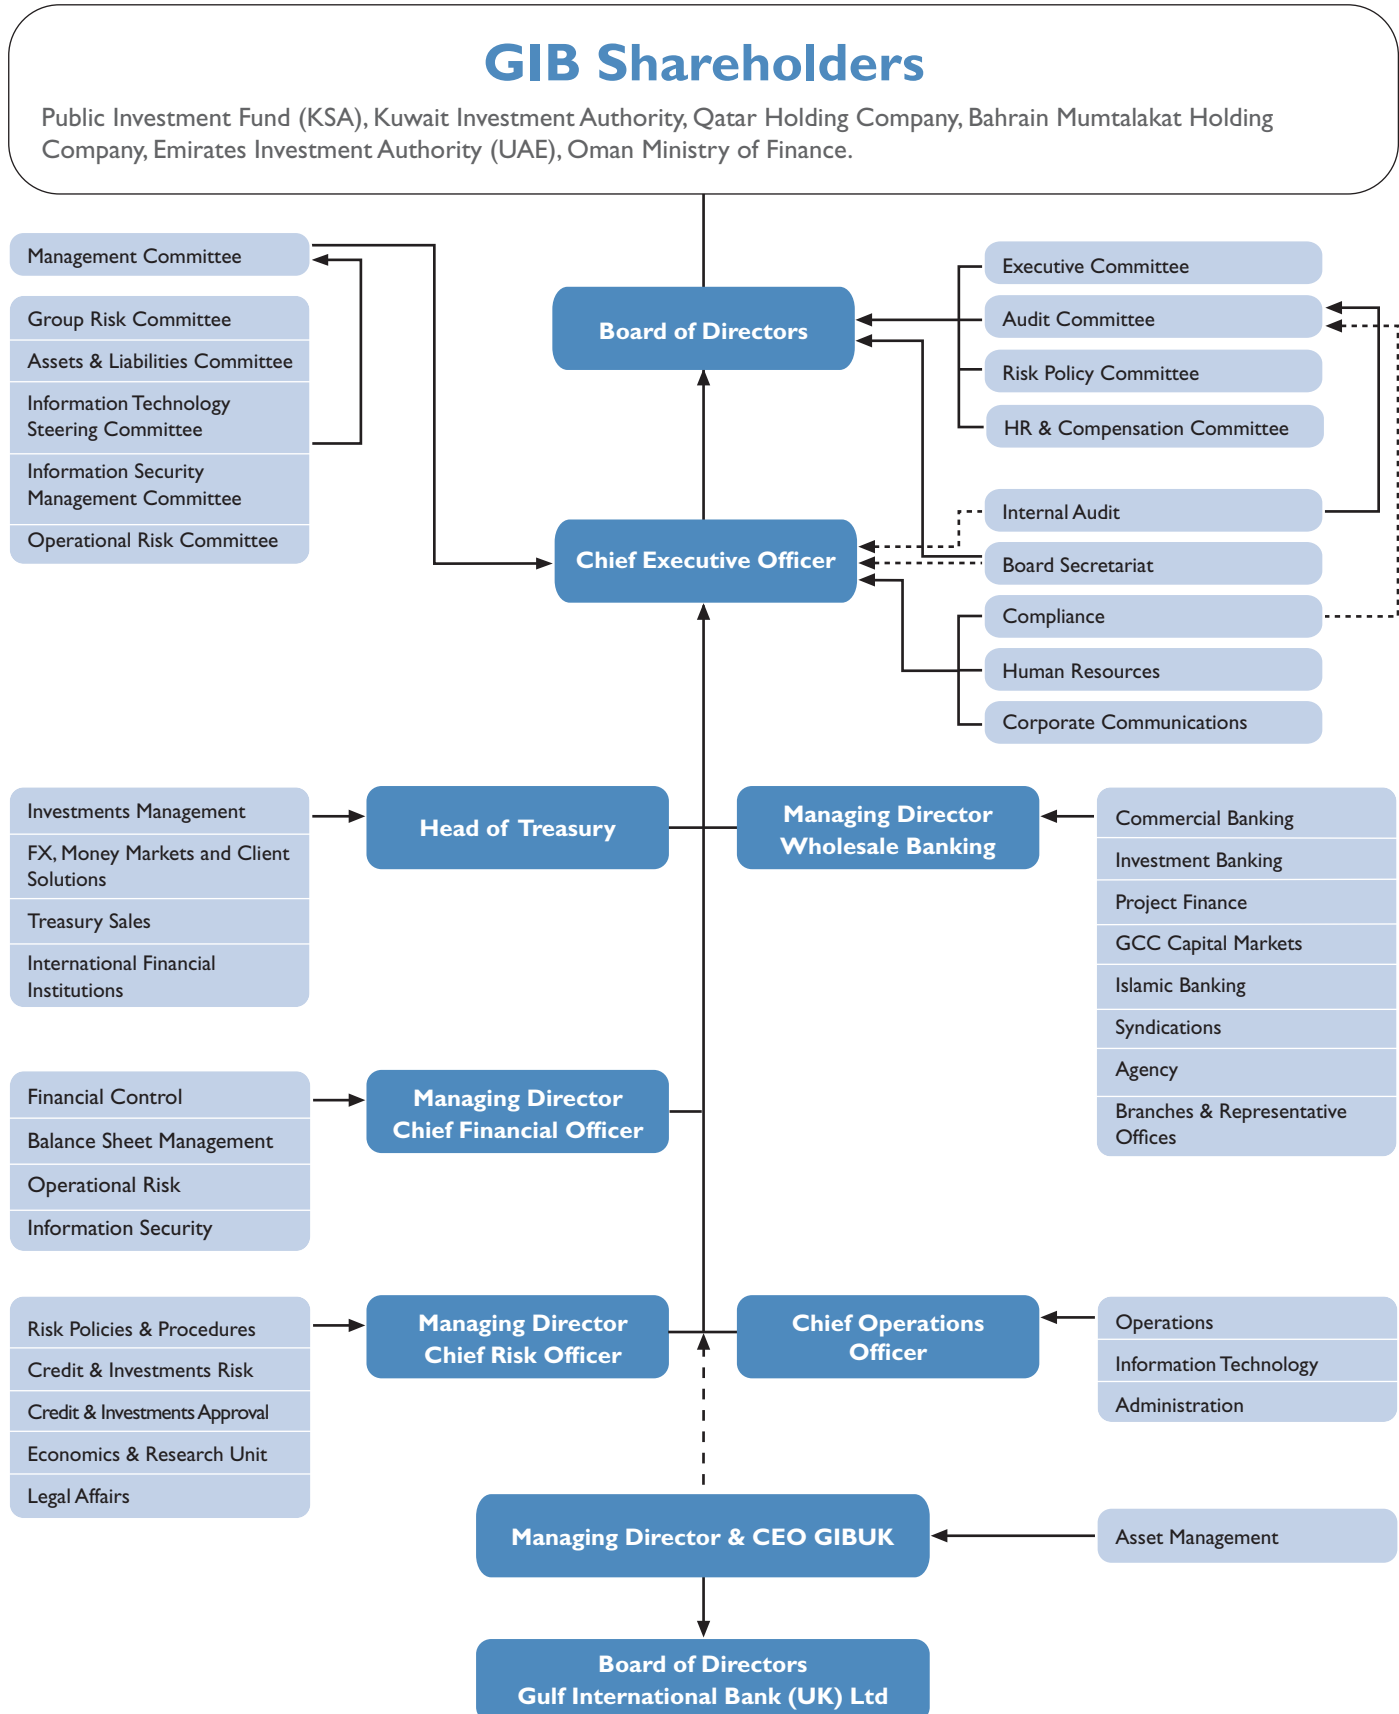 GIB Shareholders
Public Investment Fund (KSA), Kuwait Investment Authority, Qatar Holding Company, Bahrain Mumtalakat Holding
Company, Emirates Investment Authority (UAE), Oman Ministry of Finance.
Management Committee
Group Risk Committee
Assets & Liabilities Committee
Information Technology
Steering Committee
Information Security
Management Committee
Operational Risk Committee
Board of Directors
Executive Committee
Audit Committee
Risk Policy Committee
HR & Compensation Committee
Chief Executive Officer
Internal Audit
Board Secretariat
Compliance
Human Resources
Corporate Communications
Investments Management
FX, Money Markets and Client
Solutions
Treasury Sales
International Financial
Institutions
Head of Treasury
Managing Director
Wholesale Banking
Commercial Banking
Investment Banking
Project Finance
GCC Capital Markets
Islamic Banking
Syndications
Agency
Branches & Representative
Offices
Financial Control
Balance Sheet Management
Operational Risk
Information Security
Managing Director
Chief Financial Officer
Risk Policies & Procedures
Credit & Investments Risk
Credit & Investments Approval
Economics & Research Unit
Legal Affairs
Managing Director
Chief Risk Officer
Chief Operations
Officer
Operations
Information Technology
Administration
Managing Director & CEO GIBUK
Asset Management
Board of Directors
Gulf International Bank (UK) Ltd